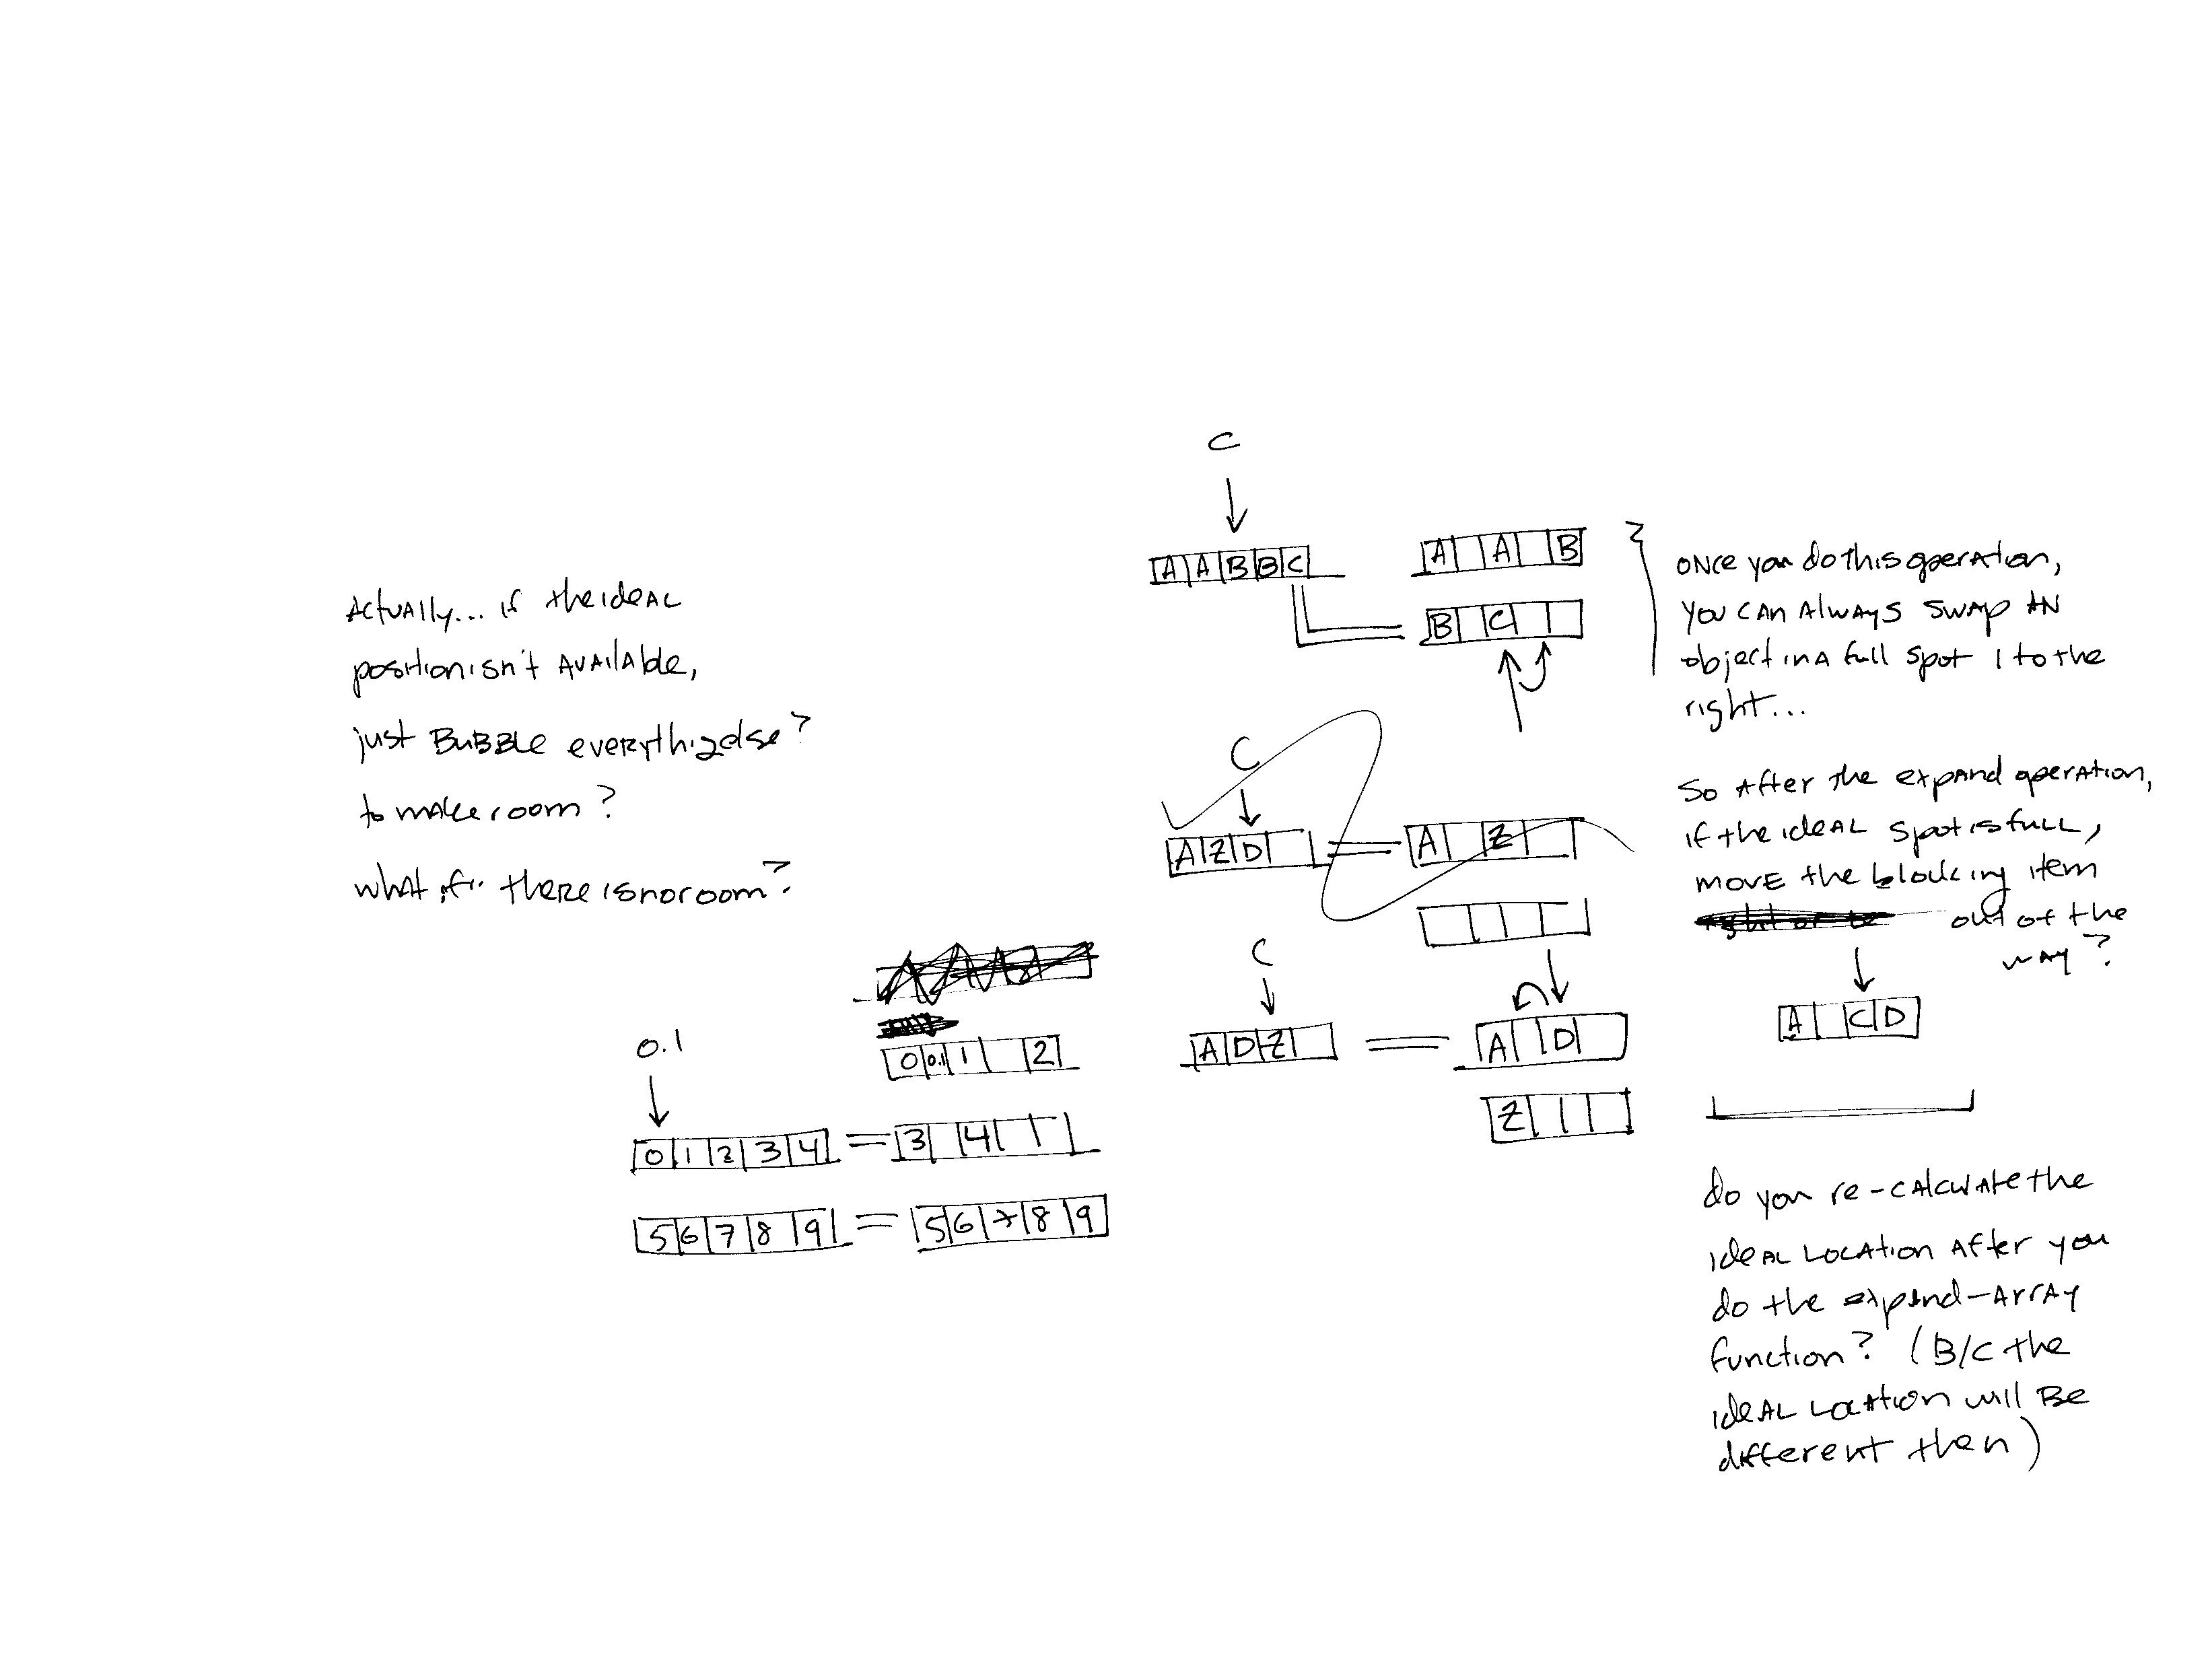 Actually... if the ideal
position isn't available,
just Bubble everything else?
to make room?
what if there is no room?
C
A A B B C
A A B
B C
C
A Z D
A Z
C
A D Z
A D
Z
A C D
0.1
0 0.1 1 2
0 1 2 3 4 = 3 4
5 6 7 8 9 = 5 6 7 8 9
once you do this operation,
you can always swap an
object in a full spot 1 to the
right...
So after the expand operation,
if the ideal spot is full,
move the blocking item
out of the
way?
do you re-calculate the
ideal location after you
do the expand-array
function? (B/C the
ideal location will be
different then)